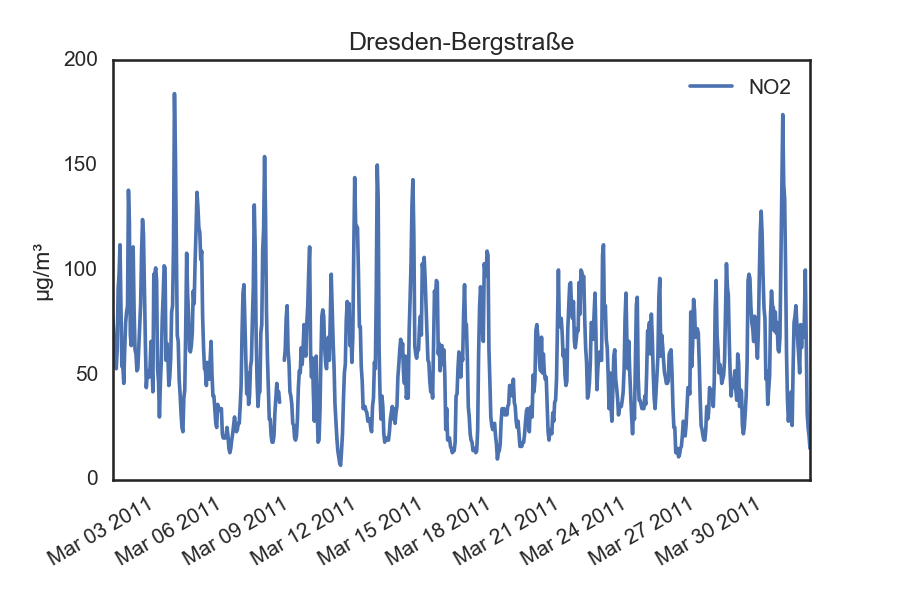 Dresden-Bergstraße
200
150
100
50
0
µg/m³
NO2
Mar 03 2011
Mar 06 2011
Mar 09 2011
Mar 12 2011
Mar 15 2011
Mar 18 2011
Mar 21 2011
Mar 24 2011
Mar 27 2011
Mar 30 2011